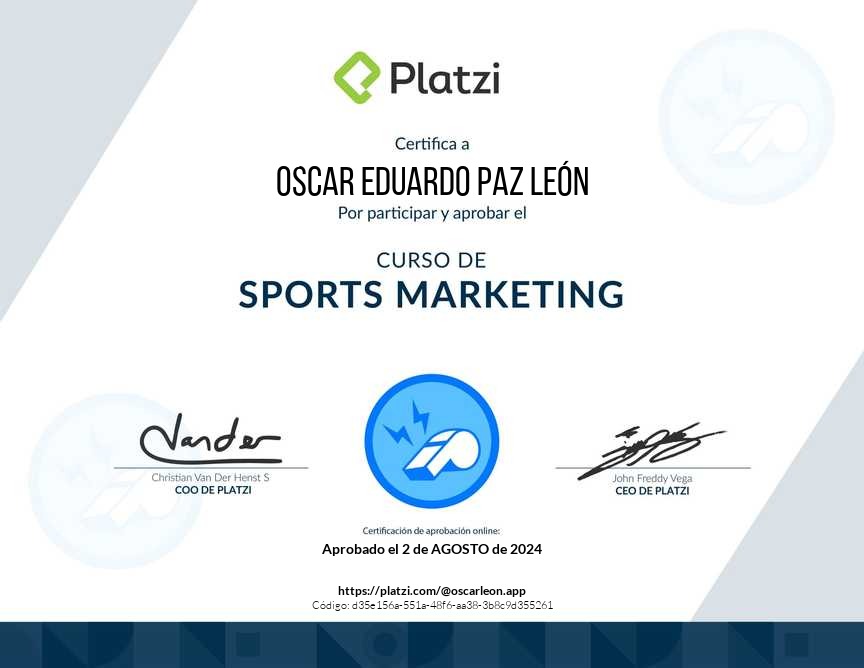 Platzi
Certifica a
OSCAR EDUARDO PAZ LEÓN
Por participar y aprobar el
CURSO DE
SPORTS MARKETING
Vander
Christian Van Der Henst S
COO DE PLATZI
John Freddy Vega
CEO DE PLATZI
Certificación de aprobación online:
Aprobado el 2 de AGOSTO de 2024
https://platzi.com/@oscarleon.app
Código: d35e156a-551a-48f6-aa38-3b8c9d355261